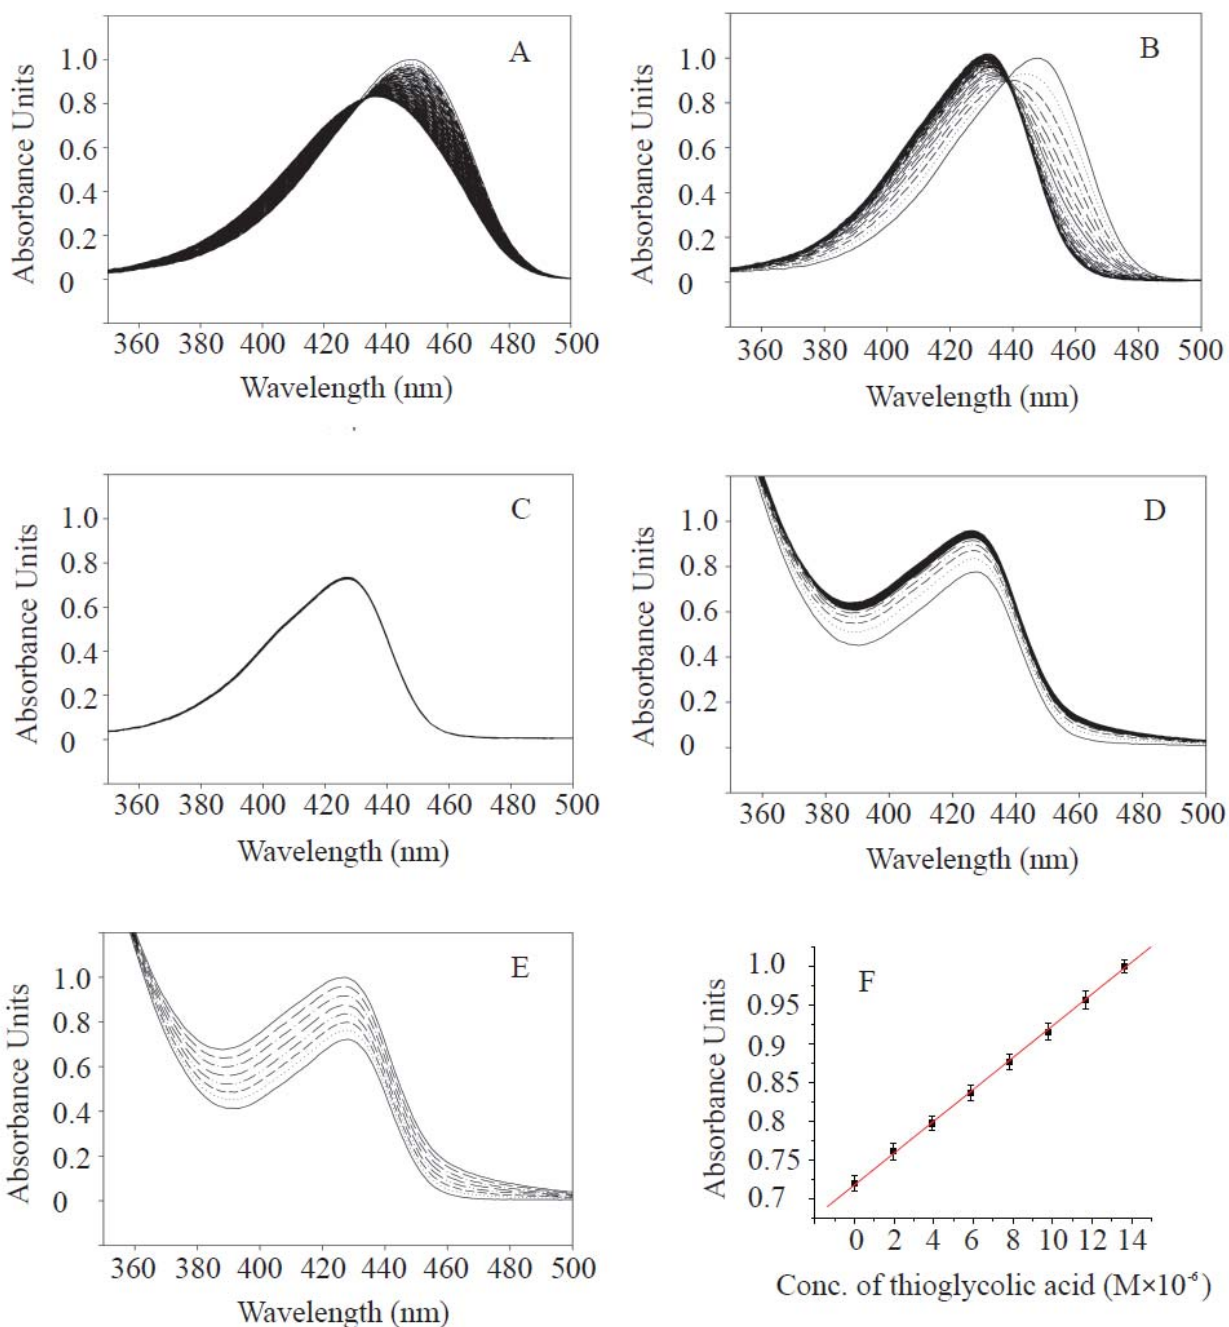 A
Absorbance Units
1.0
0.8
0.6
0.4
0.2
0
360 380 400 420 440 460 480 500
Wavelength (nm)
B
Absorbance Units
1.0
0.8
0.6
0.4
0.2
0
360 380 400 420 440 460 480 500
Wavelength (nm)
C
Absorbance Units
1.0
0.8
0.6
0.4
0.2
0
360 380 400 420 440 460 480 500
Wavelength (nm)
D
Absorbance Units
1.0
0.8
0.6
0.4
0.2
0
360 380 400 420 440 460 480 500
Wavelength (nm)
E
Absorbance Units
1.0
0.8
0.6
0.4
0.2
0
360 380 400 420 440 460 480 500
Wavelength (nm)
F
Absorbance Units
1.0
0.95
0.9
0.85
0.8
0.75
0.7
0 2 4 6 8 10 12 14
Conc. of thioglycolic acid (M×10⁻⁶)